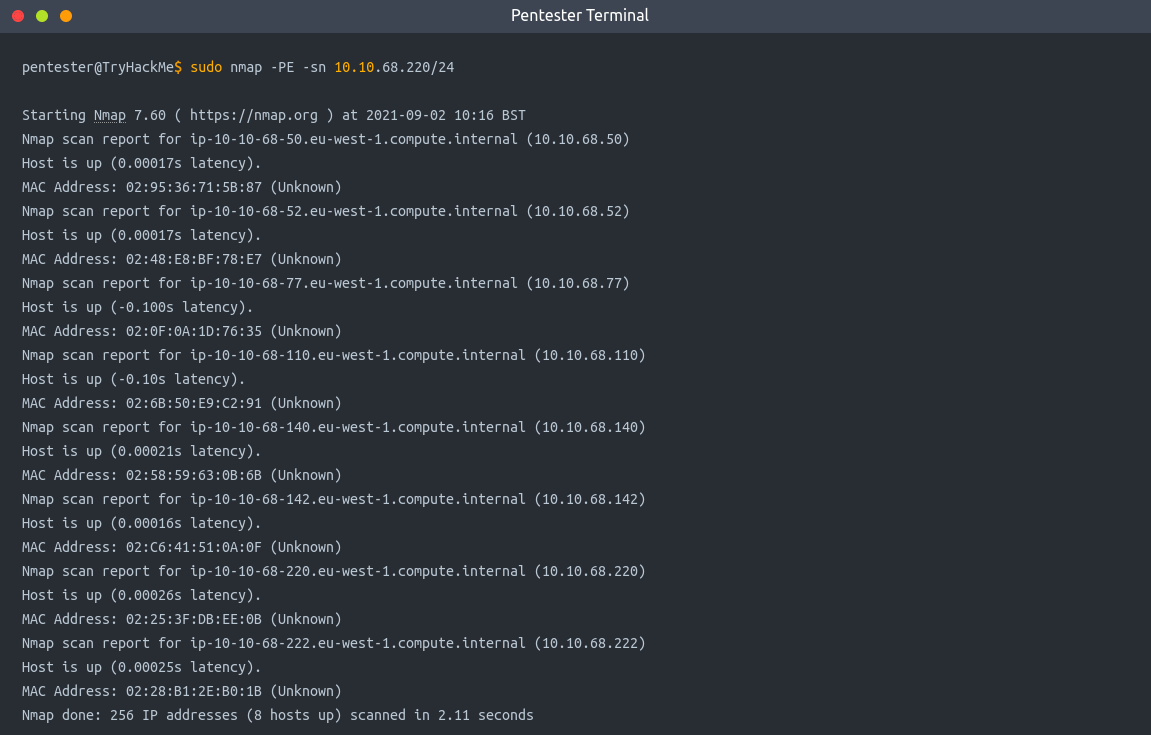 Pentester Terminal
pentester@TryHackMe$ sudo nmap -PE -sn 10.10.68.220/24
Starting Nmap 7.60 ( https://nmap.org ) at 2021-09-02 10:16 BST
Nmap scan report for ip-10-10-68-50.eu-west-1.compute.internal (10.10.68.50)
Host is up (0.00017s latency).
MAC Address: 02:95:36:71:5B:87 (Unknown)
Nmap scan report for ip-10-10-68-52.eu-west-1.compute.internal (10.10.68.52)
Host is up (0.00017s latency).
MAC Address: 02:48:E8:BF:78:E7 (Unknown)
Nmap scan report for ip-10-10-68-77.eu-west-1.compute.internal (10.10.68.77)
Host is up (-0.100s latency).
MAC Address: 02:0F:0A:1D:76:35 (Unknown)
Nmap scan report for ip-10-10-68-110.eu-west-1.compute.internal (10.10.68.110)
Host is up (-0.10s latency).
MAC Address: 02:6B:50:E9:C2:91 (Unknown)
Nmap scan report for ip-10-10-68-140.eu-west-1.compute.internal (10.10.68.140)
Host is up (0.00021s latency).
MAC Address: 02:58:59:63:0B:6B (Unknown)
Nmap scan report for ip-10-10-68-142.eu-west-1.compute.internal (10.10.68.142)
Host is up (0.00016s latency).
MAC Address: 02:C6:41:51:0A:0F (Unknown)
Nmap scan report for ip-10-10-68-220.eu-west-1.compute.internal (10.10.68.220)
Host is up (0.00026s latency).
MAC Address: 02:25:3F:DB:EE:0B (Unknown)
Nmap scan report for ip-10-10-68-222.eu-west-1.compute.internal (10.10.68.222)
Host is up (0.00025s latency).
MAC Address: 02:28:B1:2E:B0:1B (Unknown)
Nmap done: 256 IP addresses (8 hosts up) scanned in 2.11 seconds